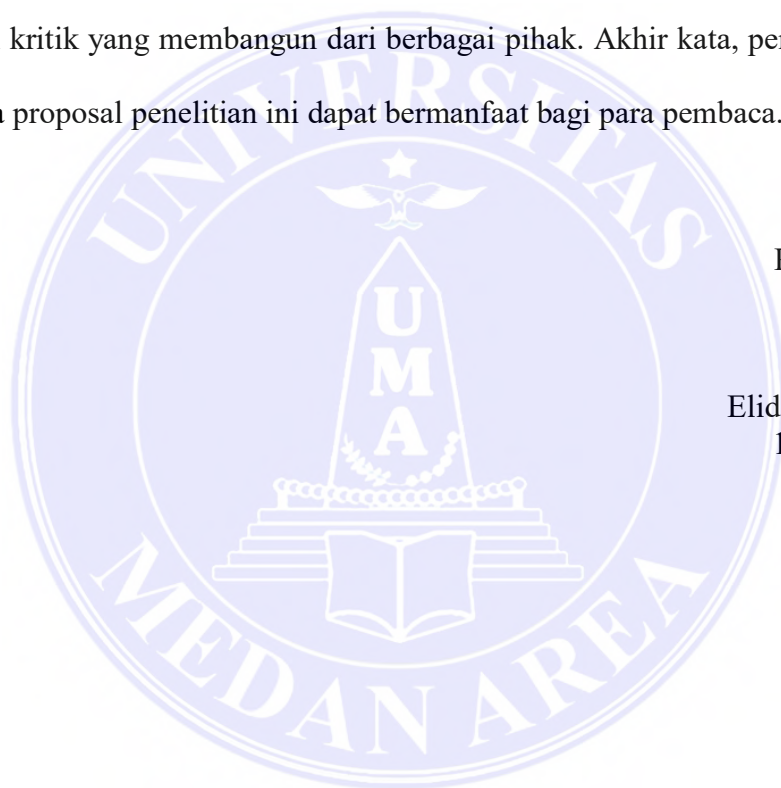 kritik yang membangun dari berbagai pihak. Akhir kata,
proposal penelitian ini dapat bermanfaat bagi para pembaca.
UNIVERSITAS
U
M
A
MEDAN AREA